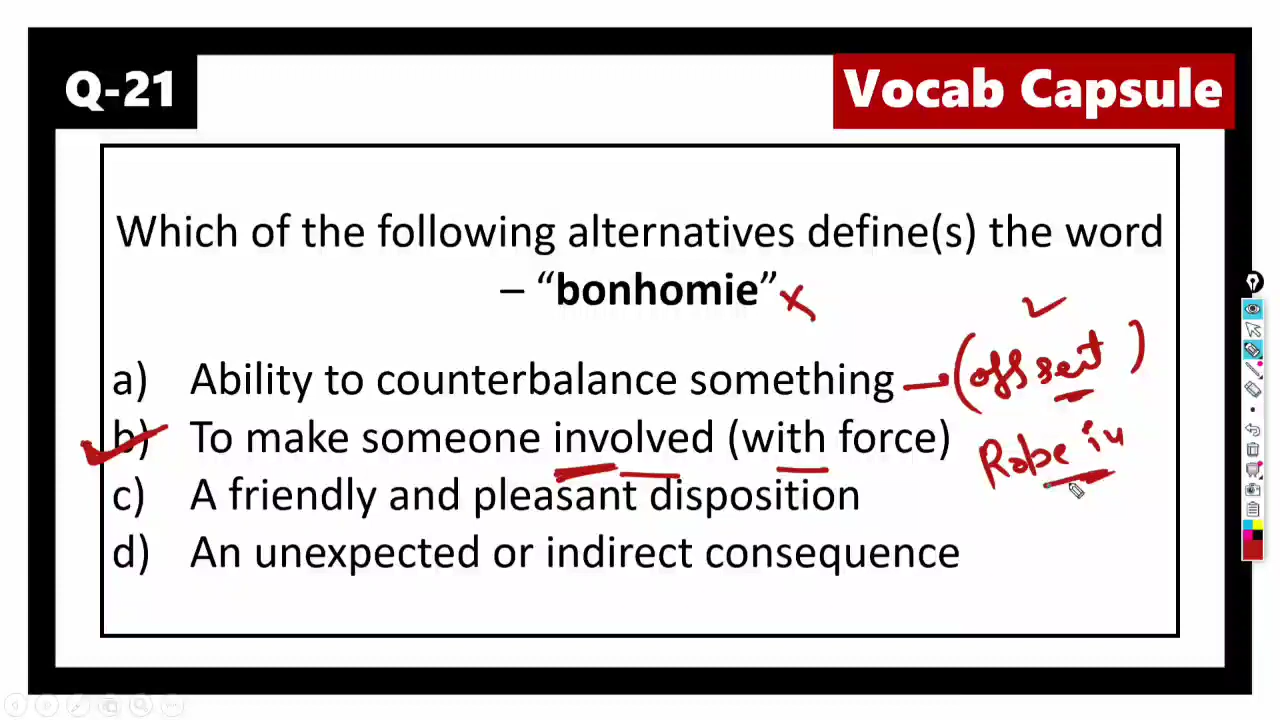 Q-21
Vocab Capsule
Which of the following alternatives define(s) the word
– “bonhomie”
a) Ability to counterbalance something
(offset)
b) To make someone involved (with force)
Robe in
c) A friendly and pleasant disposition
d) An unexpected or indirect consequence